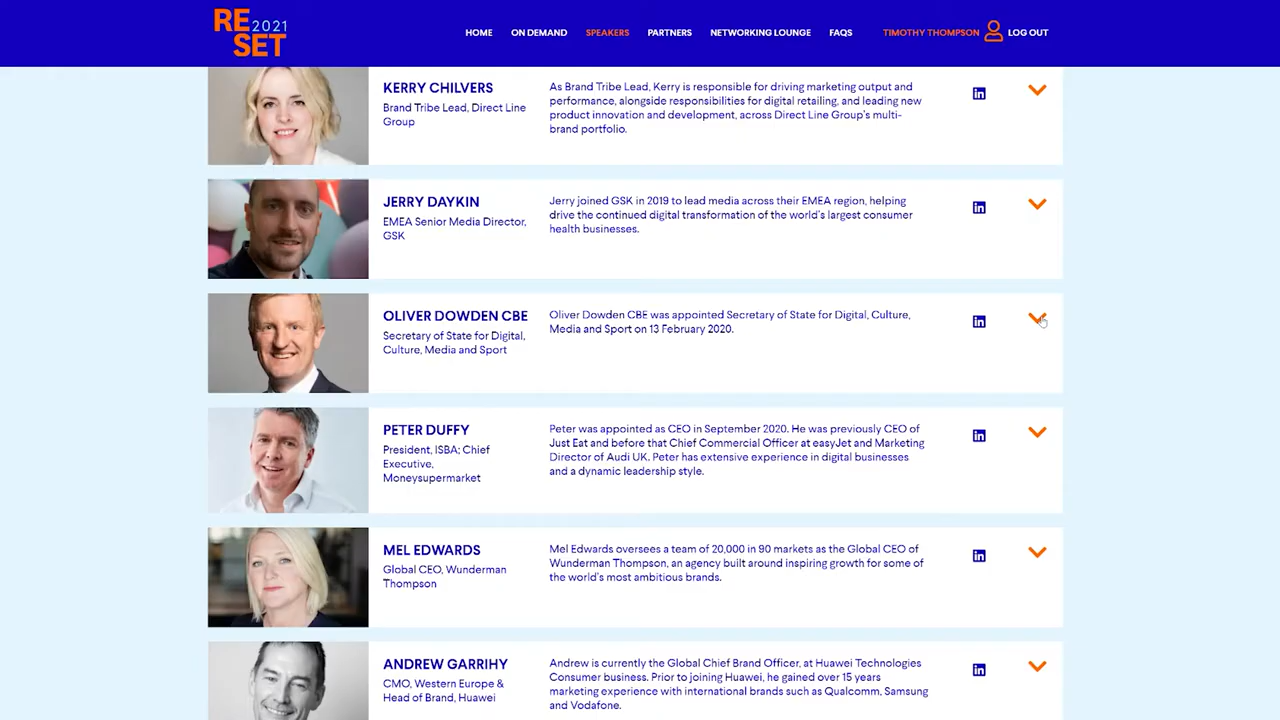 RE 2021
SET
HOME ON DEMAND SPEAKERS PARTNERS NETWORKING LOUNGE FAQS TIMOTHY THOMPSON LOG OUT
KERRY CHILVERS
Brand Tribe Lead, Direct Line
Group
As Brand Tribe Lead, Kerry is responsible for driving marketing output and
performance, alongside responsibilities for digital retailing, and leading new
product innovation and development, across Direct Line Group's multi-
brand portfolio.
in
JERRY DAYKIN
EMEA Senior Media Director,
GSK
Jerry joined GSK in 2019 to lead media across their EMEA region, helping
drive the continued digital transformation of the world's largest consumer
health businesses.
in
OLIVER DOWDEN CBE
Secretary of State for Digital,
Culture, Media and Sport
Oliver Dowden CBE was appointed Secretary of State for Digital, Culture,
Media and Sport on 13 February 2020.
in
PETER DUFFY
President, ISBA; Chief
Executive,
Moneysupermarket
Peter was appointed as CEO in September 2020. He was previously CEO of
Just Eat and before that Chief Commercial Officer at easyJet and Marketing
Director of Audi UK. Peter has extensive experience in digital businesses
and a dynamic leadership style.
in
MEL EDWARDS
Global CEO, Wunderman
Thompson
Mel Edwards oversees a team of 20,000 in 90 markets as the Global CEO of
Wunderman Thompson, an agency built around inspiring growth for some of
the world's most ambitious brands.
in
ANDREW GARRIHY
CMO, Western Europe &
Head of Brand, Huawei
Andrew is currently the Global Chief Brand Officer, at Huawei Technologies
Consumer business. Prior to joining Huawei, he gained over 15 years
marketing experience with international brands such as Qualcomm, Samsung
and Vodafone.
in